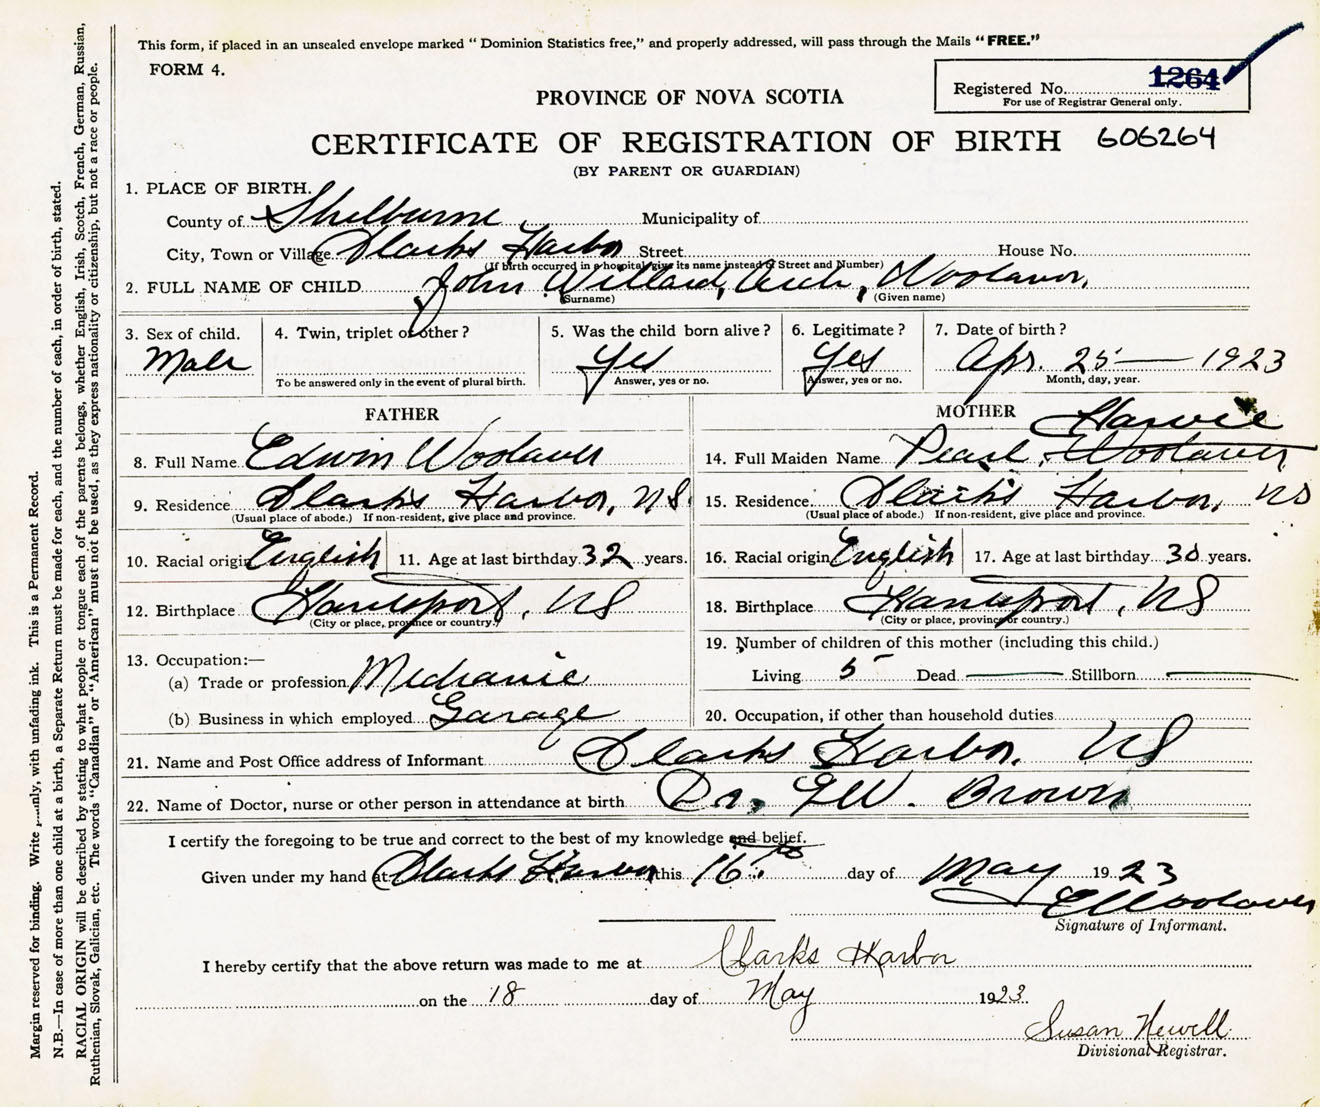 This form, if placed in an unsealed envelope marked “ Dominion Statistics free,” and properly addressed, will pass through the Mails “ FREE.”
FORM 4.
Registered No. 1264
For use of Registrar General only.
PROVINCE OF NOVA SCOTIA
CERTIFICATE OF REGISTRATION OF BIRTH 606264
(BY PARENT OR GUARDIAN)
1. PLACE OF BIRTH.
County of Shelburne Municipality of
City, Town or Village Clarks Harbor Street House No.
(If birth occurred in a hospital give its name instead of Street and Number)
2. FULL NAME OF CHILD John Willard, Woolaver,
(Surname) (Given name)
3. Sex of child. 4. Twin, triplet or other ? 5. Was the child born alive ? 6. Legitimate ? 7. Date of birth ?
Male Yes Yes Apr. 25 — 1923
To be answered only in the event of plural birth. Answer, yes or no. Answer, yes or no. Month, day, year.
FATHER
8. Full Name Edwin Woolaver
9. Residence Clark's Harbor, NS.
(Usual place of abode.) If non-resident, give place and province.
10. Racial origin English 11. Age at last birthday 32 years.
12. Birthplace Hantsport, NS
(City or place, province or country.)
13. Occupation:—
(a) Trade or profession Mechanic
(b) Business in which employed Garage
MOTHER Harvie
14. Full Maiden Name Pearl, Woolaver
15. Residence Clark's Harbor, NS
(Usual place of abode.) If non-resident, give place and province.
16. Racial origin English 17. Age at last birthday 30 years.
18. Birthplace Hantsport, NS
(City or place, province or country.)
19. Number of children of this mother (including this child.)
Living 5 Dead — Stillborn —
20. Occupation, if other than household duties
21. Name and Post Office address of Informant Clarks Harbor, NS
22. Name of Doctor, nurse or other person in attendance at birth Dr. Brown
I certify the foregoing to be true and correct to the best of my knowledge and belief.
Given under my hand at Clarks Harbor this 16 day of May 1923
E Woolaver
Signature of Informant.
I hereby certify that the above return was made to me at Clark's Harbor
on the 18 day of May 1923.
Susan Newell
Divisional Registrar.
Margin reserved for binding. Write with unfading ink. This is a Permanent Record.
N.B.—In case of more than one child at a birth, a Separate Return must be made for each, and the number of each, in order of birth, stated.
RACIAL ORIGIN will be described by stating to what people or tongue each of the parents belongs, whether English, Irish, Scotch, French, German, Russian,
Ruthenian, Slovak, Galician, etc. The words “Canadian” or “American” must not be used, as they express nationality or citizenship, but not a race or people.